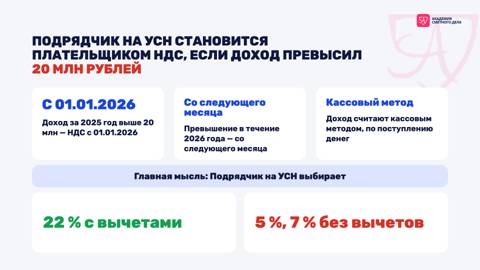 АКАДЕМИЯ
СМЕТНОГО ДЕЛА
ПОДРЯДЧИК НА УСН СТАНОВИТСЯ
ПЛАТЕЛЬЩИКОМ НДС, ЕСЛИ ДОХОД ПРЕВЫСИЛ
20 МЛН РУБЛЕЙ
С 01.01.2026
Доход за 2025 год выше 20
млн — НДС с 01.01.2026
Со следующего
месяца
Превышение в течение
2026 года — со
следующего месяца
Кассовый метод
Доход считают кассовым
методом, по поступлению
денег
Главная мысль: Подрядчик на УСН выбирает
22 % с вычетами
5 %, 7 % без вычетов